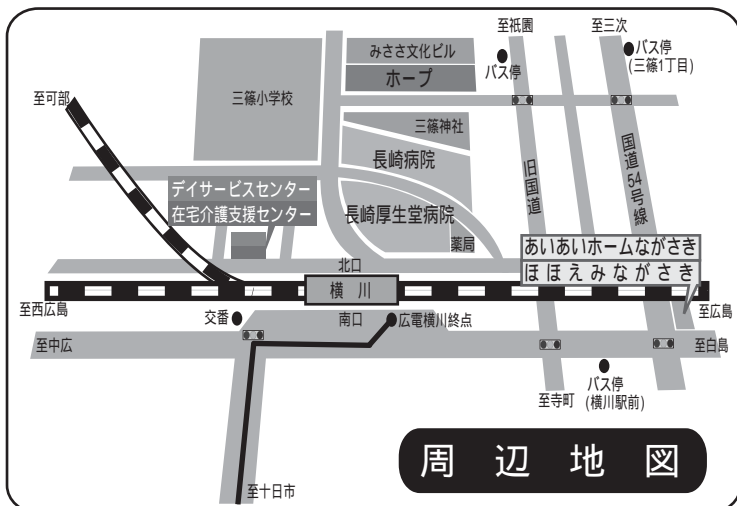 至祇園
至三次
みささ文化ビル
バス停
(三篠1丁目)
バス停
ホープ
至可部
三篠小学校
三篠神社
長崎病院
旧国道
国道54号線
デイサービスセンター
在宅介護支援センター
長崎厚生堂病院
薬局
あいあいホームながさき
ほほえみながさき
北口
横川
至西広島
至広島
交番
南口
広電横川終点
至中広
至白島
バス停
(横川駅前)
至寺町
周辺地図
至十日市